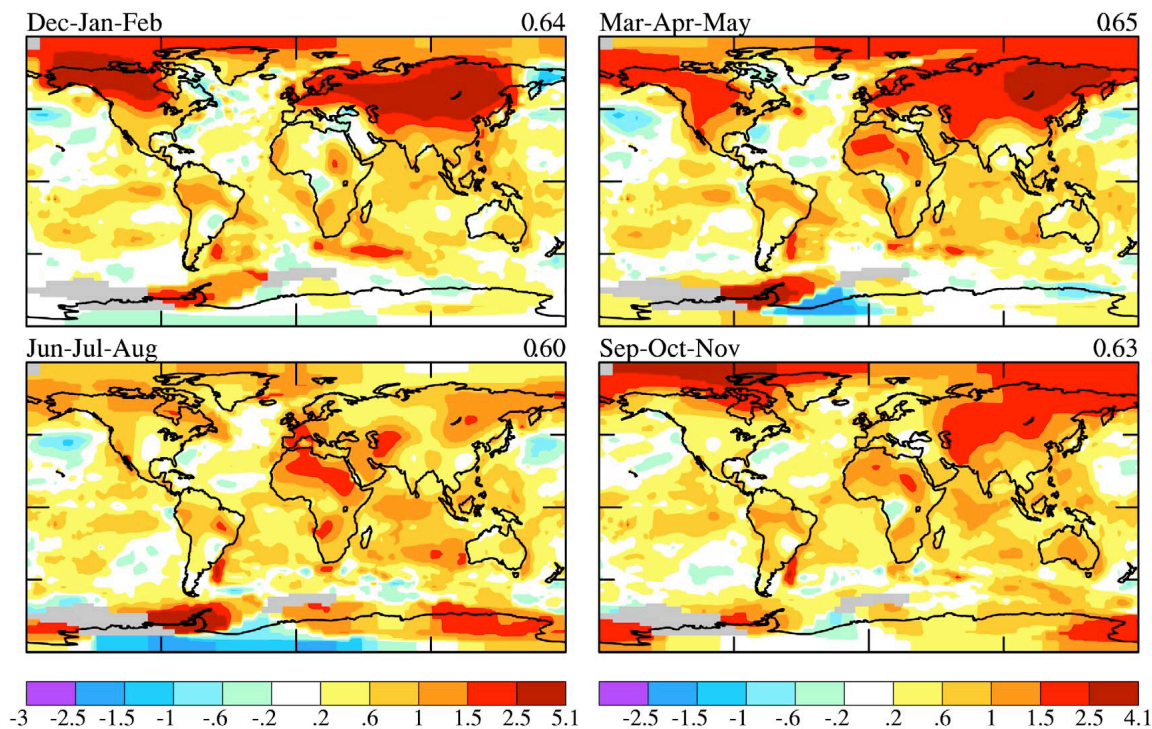 Dec-Jan-Feb 0.64
Mar-Apr-May 0.65
Jun-Jul-Aug 0.60
Sep-Oct-Nov 0.63
-3 -2.5 -1.5 -1 -.6 -.2 .2 .6 1 1.5 2.5 5.1
-2.5 -1.5 -1 -.6 -.2 .2 .6 1 1.5 2.5 4.1